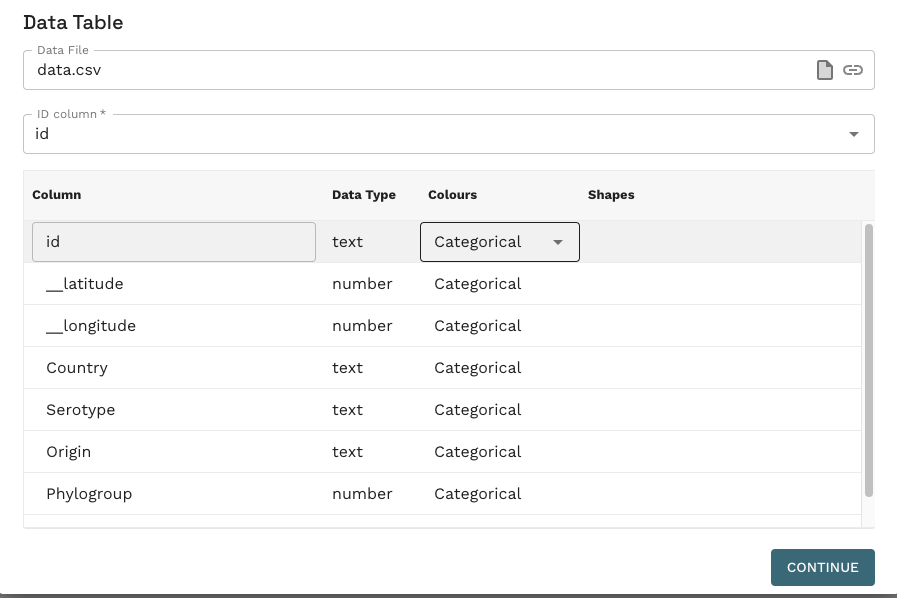 Data Table
Data File
data.csv
ID column *
id
Column Data Type Colours Shapes
id text Categorical
__latitude number Categorical
__longitude number Categorical
Country text Categorical
Serotype text Categorical
Origin text Categorical
Phylogroup number Categorical
CONTINUE